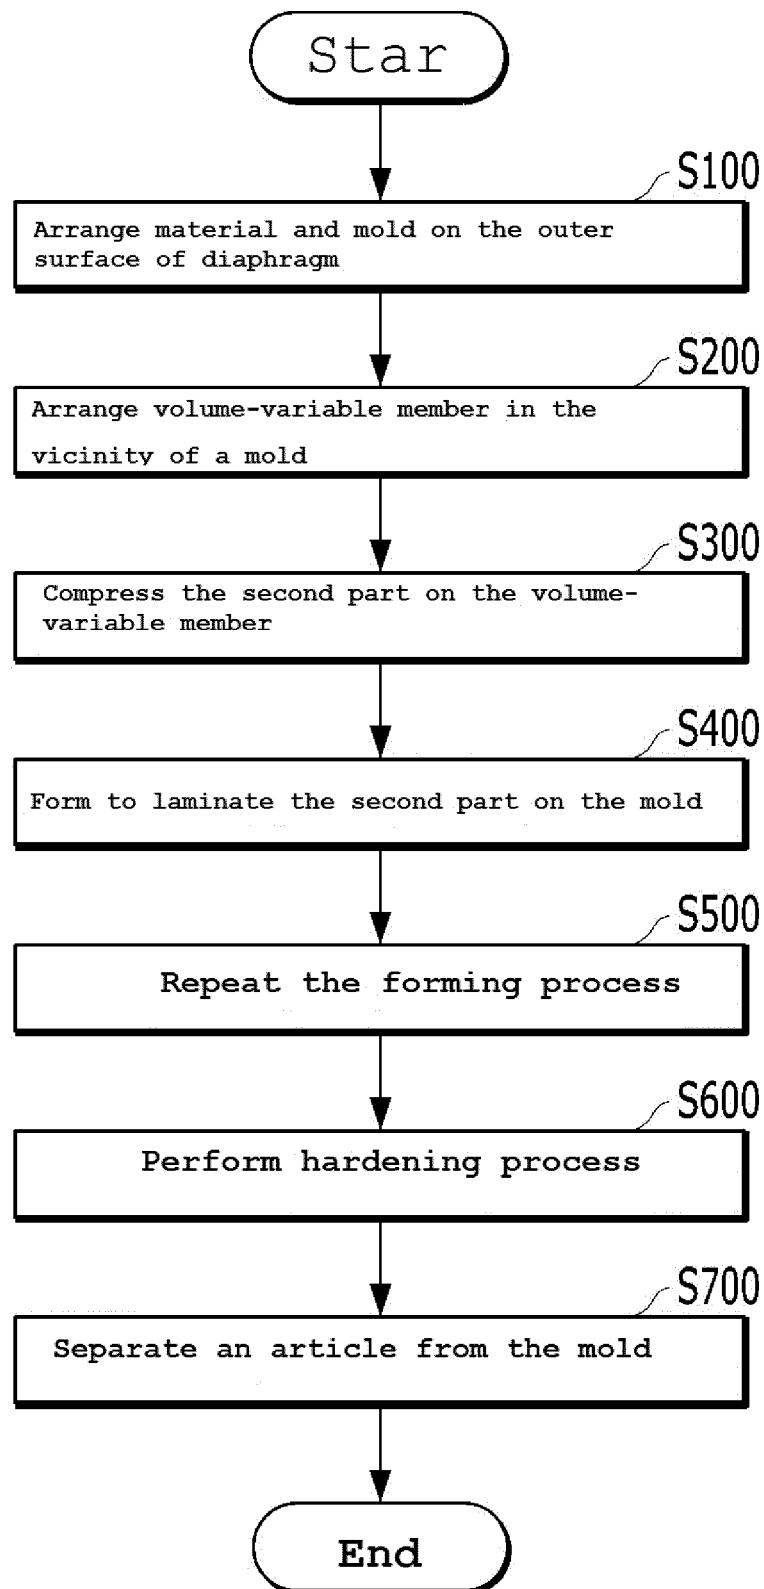 Star
S100
Arrange material and mold on the outer
surface of diaphragm
S200
Arrange volume-variable member in the
vicinity of a mold
S300
Compress the second part on the volume-
variable member
S400
Form to laminate the second part on the mold
S500
Repeat the forming process
S600
Perform hardening process
S700
Separate an article from the mold
End